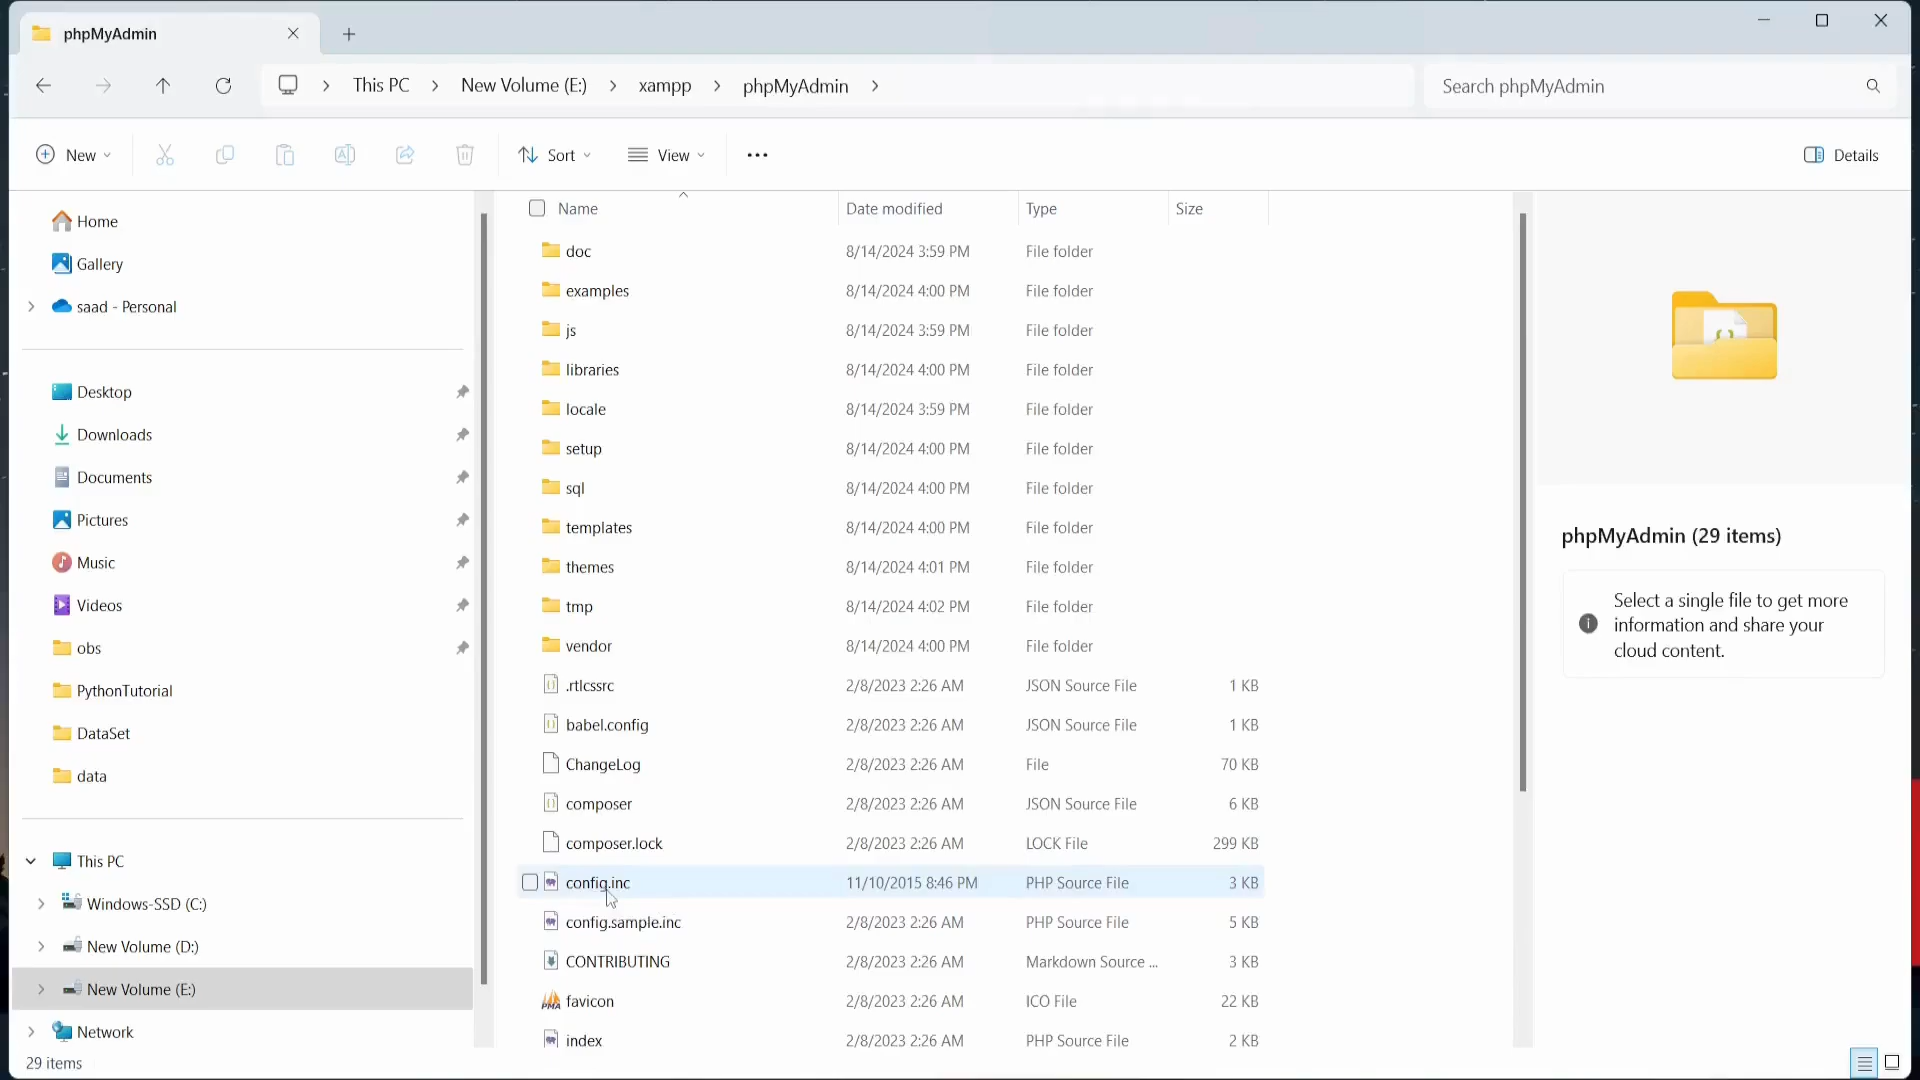 phpMyAdmin
This PC
New Volume (E:)
xampp
phpMyAdmin
Search phpMyAdmin
New
Sort
View
Details
Home
Gallery
saad - Personal
Desktop
Downloads
Documents
Pictures
Music
Videos
obs
PythonTutorial
DataSet
data
This PC
Windows-SSD (C:)
New Volume (D:)
New Volume (E:)
Network
29 items
Name Date modified Type Size
doc 8/14/2024 3:59 PM File folder
examples 8/14/2024 4:00 PM File folder
js 8/14/2024 3:59 PM File folder
libraries 8/14/2024 4:00 PM File folder
locale 8/14/2024 3:59 PM File folder
setup 8/14/2024 4:00 PM File folder
sql 8/14/2024 4:00 PM File folder
templates 8/14/2024 4:00 PM File folder
themes 8/14/2024 4:01 PM File folder
tmp 8/14/2024 4:02 PM File folder
vendor 8/14/2024 4:00 PM File folder
.rtlcssrc 2/8/2023 2:26 AM JSON Source File 1 KB
babel.config 2/8/2023 2:26 AM JSON Source File 1 KB
ChangeLog 2/8/2023 2:26 AM File 70 KB
composer 2/8/2023 2:26 AM JSON Source File 6 KB
composer.lock 2/8/2023 2:26 AM LOCK File 299 KB
config.inc 11/10/2015 8:46 PM PHP Source File 3 KB
config.sample.inc 2/8/2023 2:26 AM PHP Source File 5 KB
CONTRIBUTING 2/8/2023 2:26 AM Markdown Source ... 3 KB
favicon 2/8/2023 2:26 AM ICO File 22 KB
index 2/8/2023 2:26 AM PHP Source File 2 KB
phpMyAdmin (29 items)
Select a single file to get more
information and share your
cloud content.